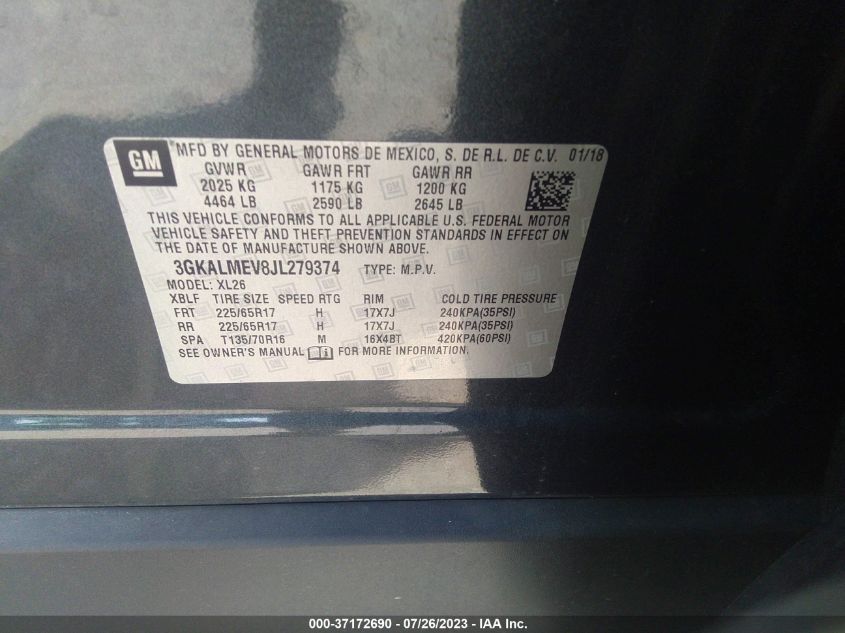 GM
MFD BY GENERAL MOTORS DE MEXICO, S. DE R.L. DE C.V. 01/18
GVWR GAWR FRT GAWR RR
2025 KG 1175 KG 1200 KG
4464 LB 2590 LB 2645 LB
THIS VEHICLE CONFORMS TO ALL APPLICABLE U.S. FEDERAL MOTOR
VEHICLE SAFETY AND THEFT PREVENTION STANDARDS IN EFFECT ON
THE DATE OF MANUFACTURE SHOWN ABOVE.
3GKALMEV8JL279374 TYPE: M.P.V.
MODEL: XL26
XBLF TIRE SIZE SPEED RTG RIM COLD TIRE PRESSURE
FRT 225/65R17 H 17X7J 240KPA(35PSI)
RR 225/65R17 H 17X7J 240KPA(35PSI)
SPA T135/70R16 M 16X4BT 420KPA(60PSI)
SEE OWNER'S MANUAL FOR MORE INFORMATION.
000-37172690 - 07/26/2023 - IAA Inc.